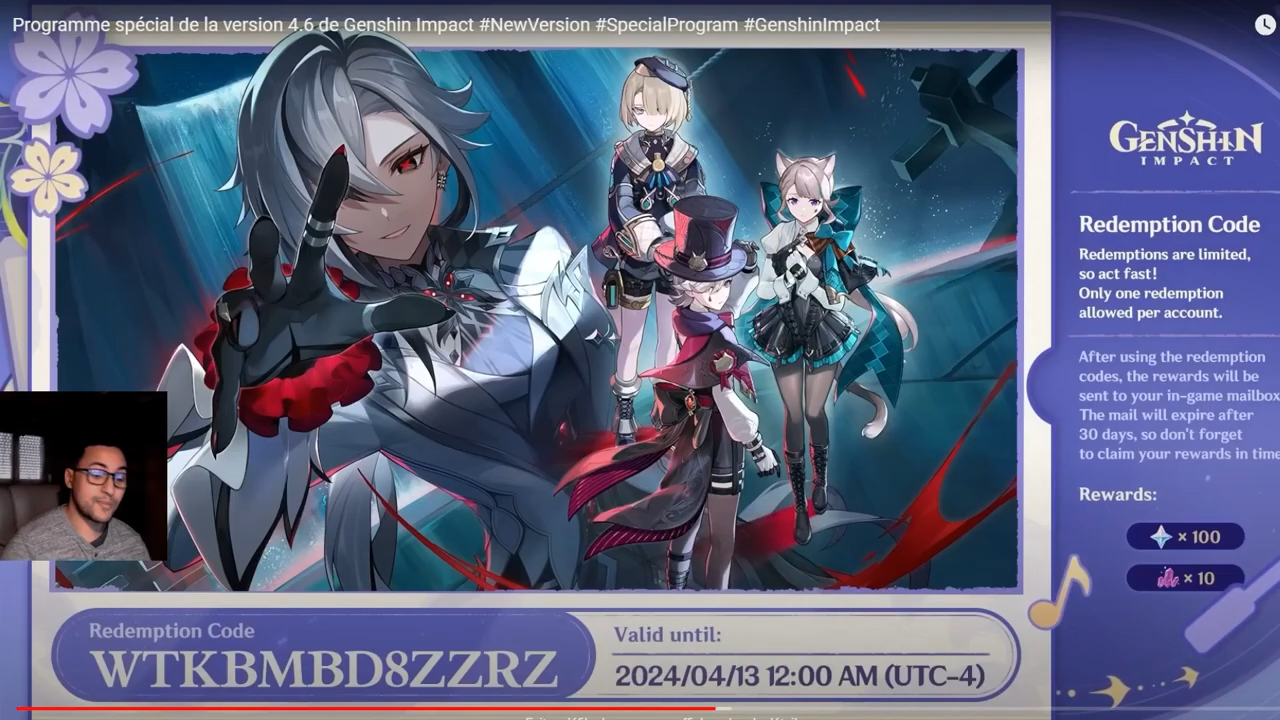 Programme spécial de la version 4.6 de Genshin Impact #NewVersion #SpecialProgram #GenshinImpact
GENSHIN
IMPACT
Redemption Code
Redemptions are limited,
so act fast!
Only one redemption
allowed per account.
After using the redemption
codes, the rewards will be
sent to your in-game mailbox
The mail will expire after
30 days, so don't forget
to claim your rewards in time
Rewards:
× 100
× 10
Redemption Code
WTKBMBD8ZZRZ
Valid until:
2024/04/13 12:00 AM (UTC-4)